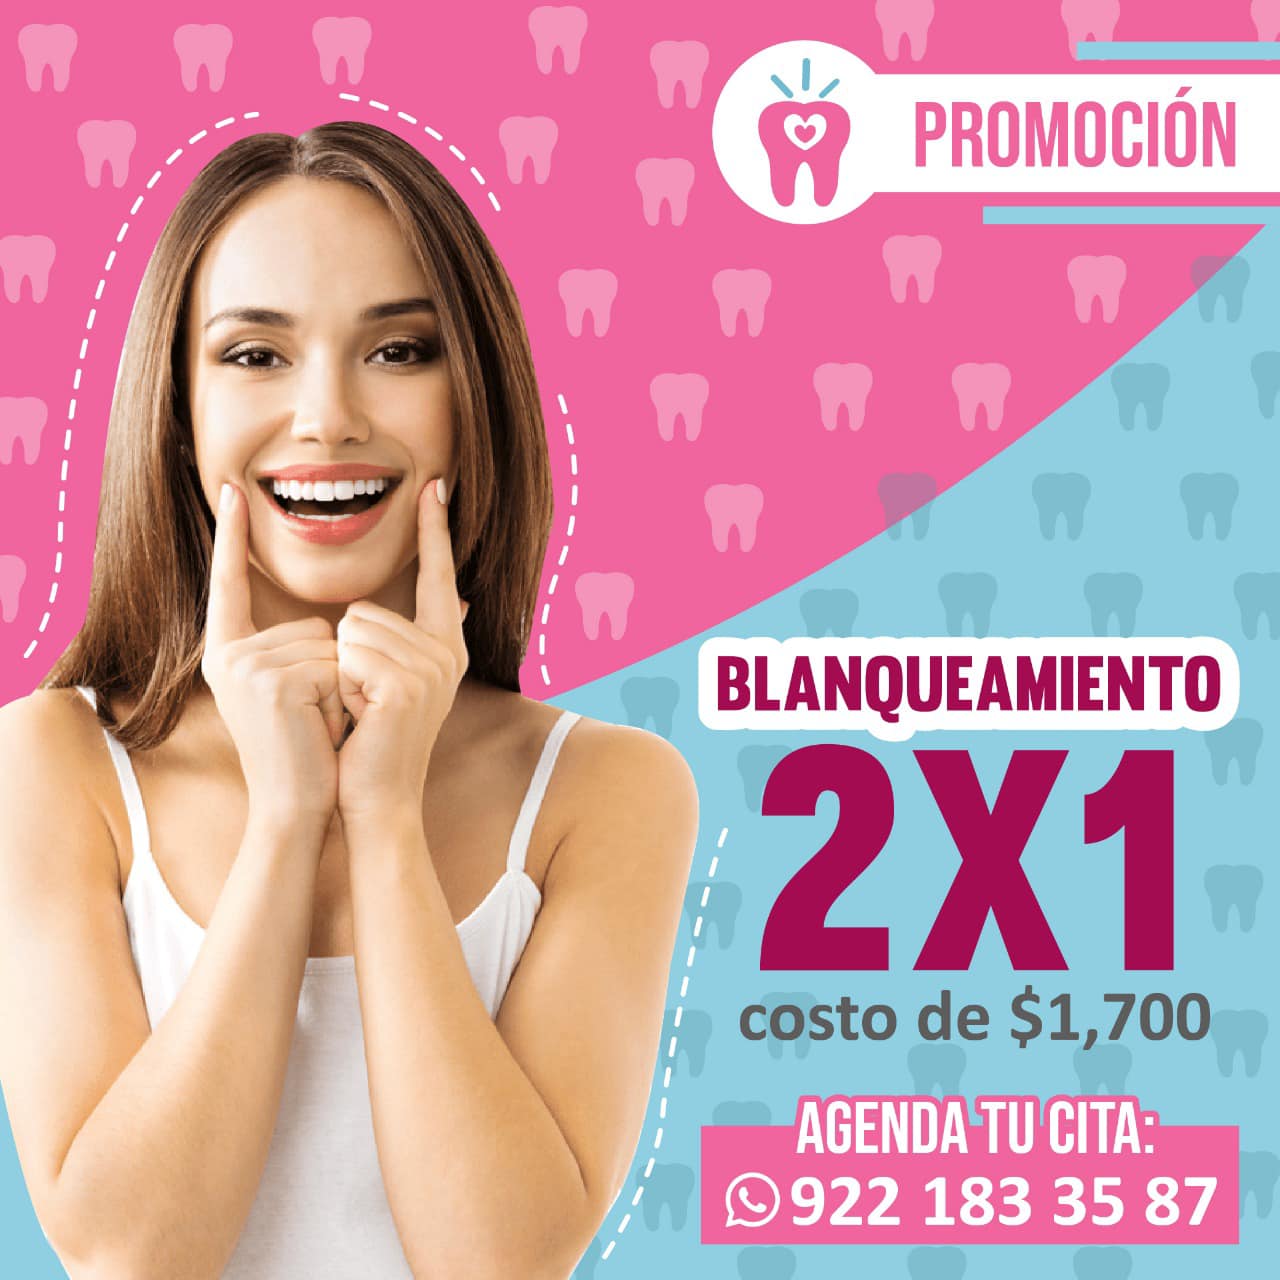 PROMOCIÓN
BLANQUEAMIENTO
2X1
costo de $1,700
AGENDA TU CITA:
922 183 35 87